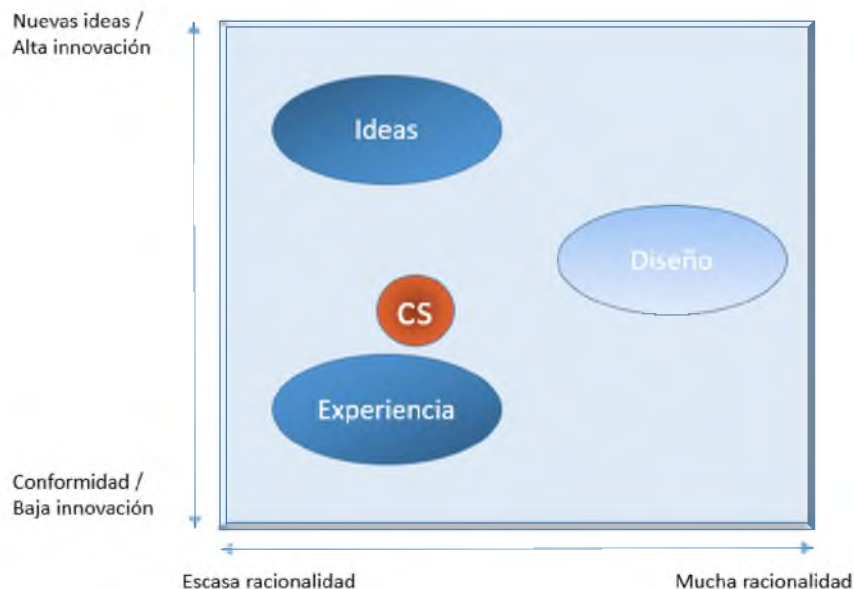 Nuevas ideas /
Alta innovación
Ideas
Diseño
CS
Experiencia
Conformidad /
Baja innovación
Escasa racionalidad
Mucha racionalidad